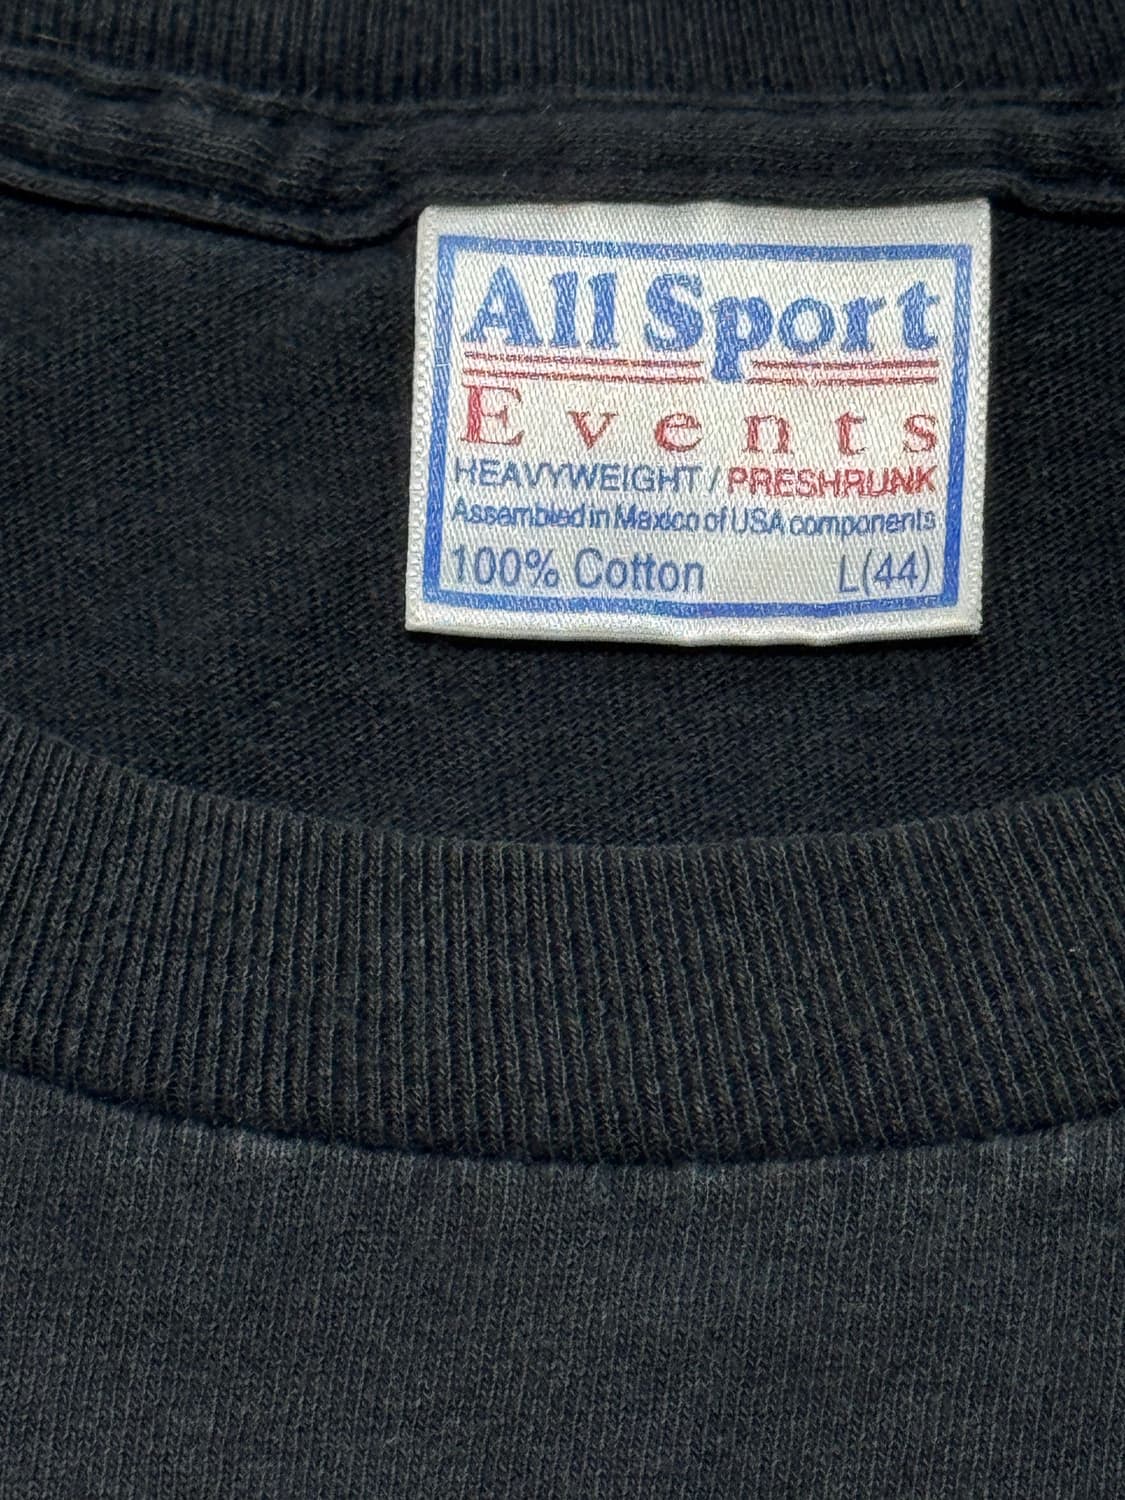 All Sport
Events
HEAVYWEIGHT / PRESHRUNK
Assembled in Mexico of USA components
100% Cotton L(44)